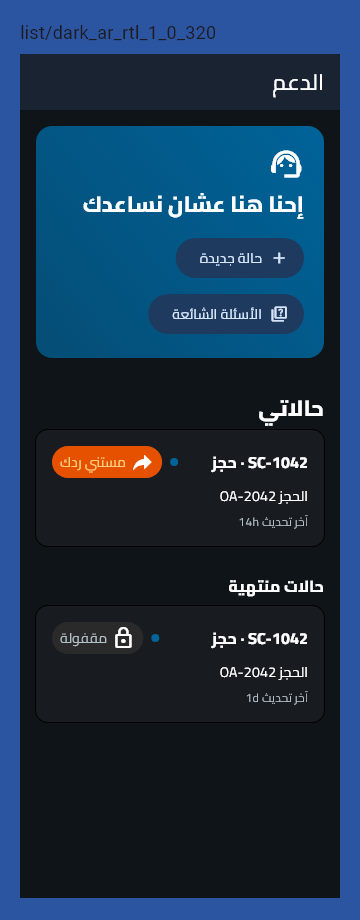 list/dark_ar_rtl_1_0_320
الدعم
إحنا هنا عشان نساعدك
حالة جديدة
الأسئلة الشائعة
حالاتي
SC-1042 · حجز
مستني ردك
الحجز OA-2042
آخر تحديث 14h
حالات منتهية
SC-1042 · حجز
مقفولة
الحجز OA-2042
آخر تحديث 1d